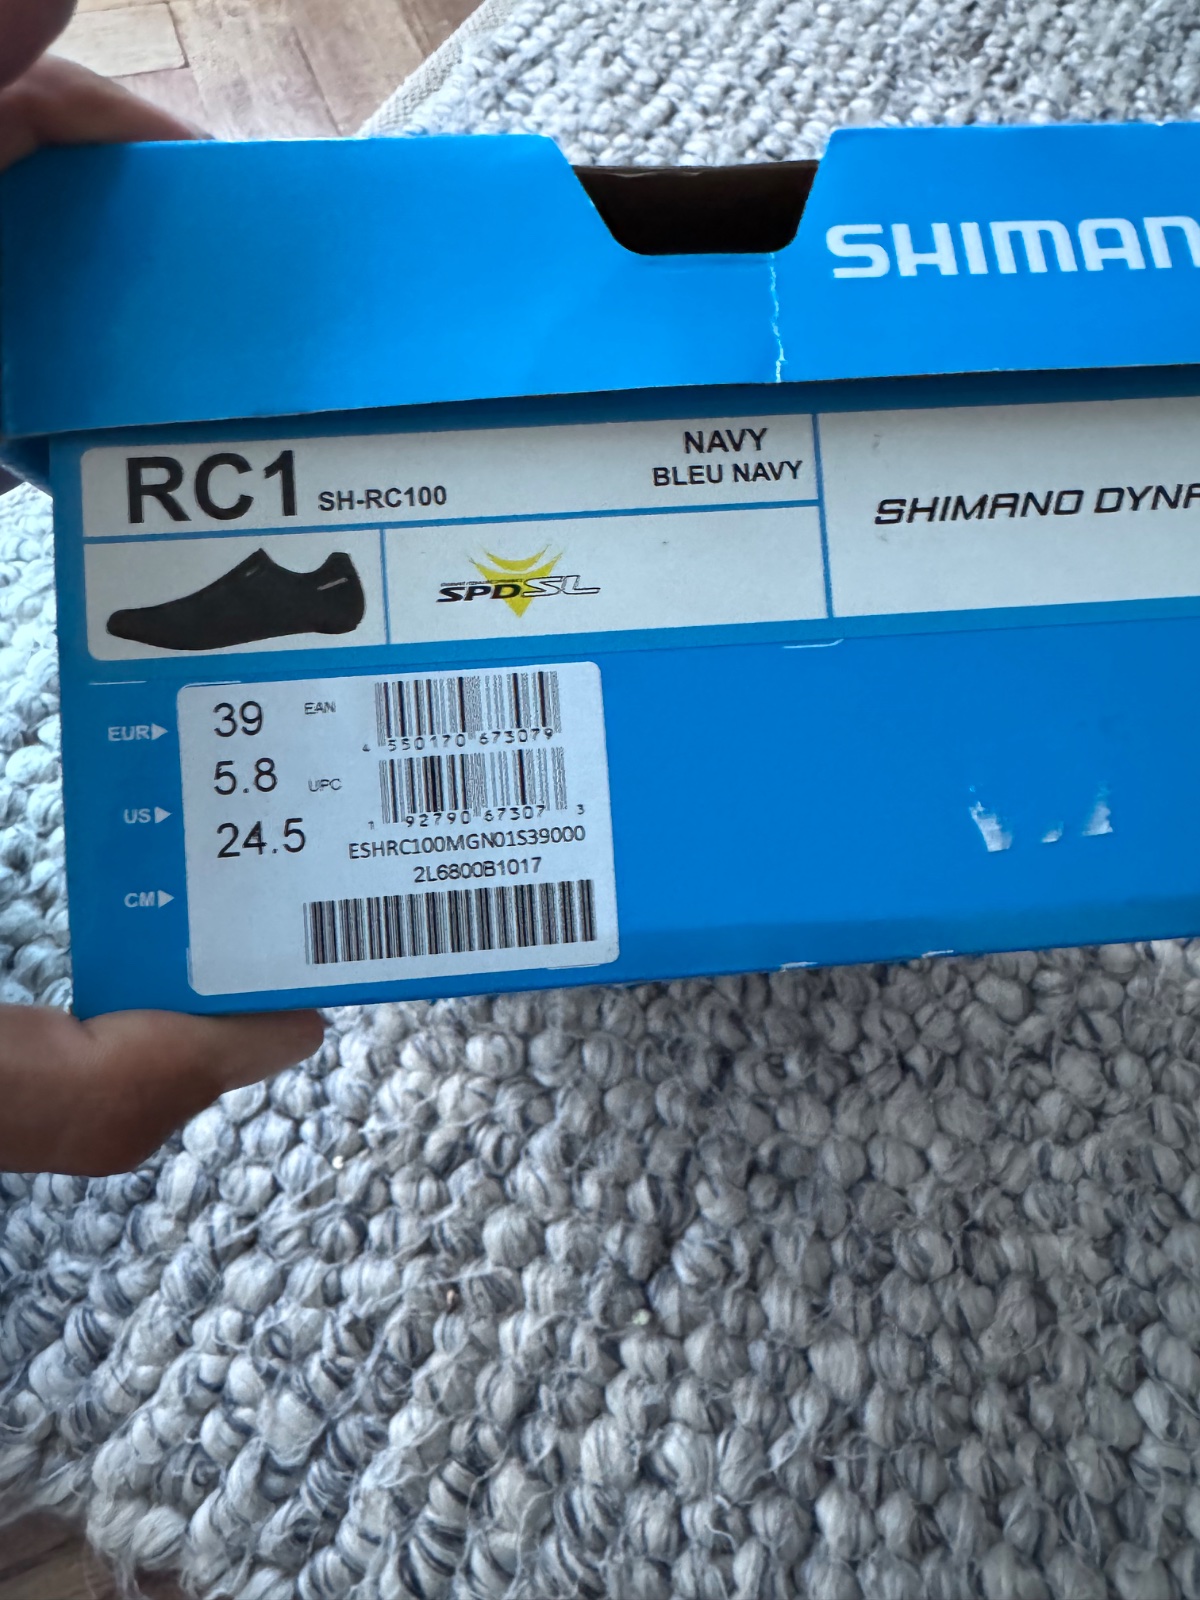 SHIMAN
RC1 SH-RC100
NAVY
BLEU NAVY
SHIMANO DYNA
SPD SL
EUR 39
US 5.8
CM 24.5
EAN
4 550170 673079
UPC
1 92790 67307 3
ESHRC100MGN01S39000
2L6800B1017